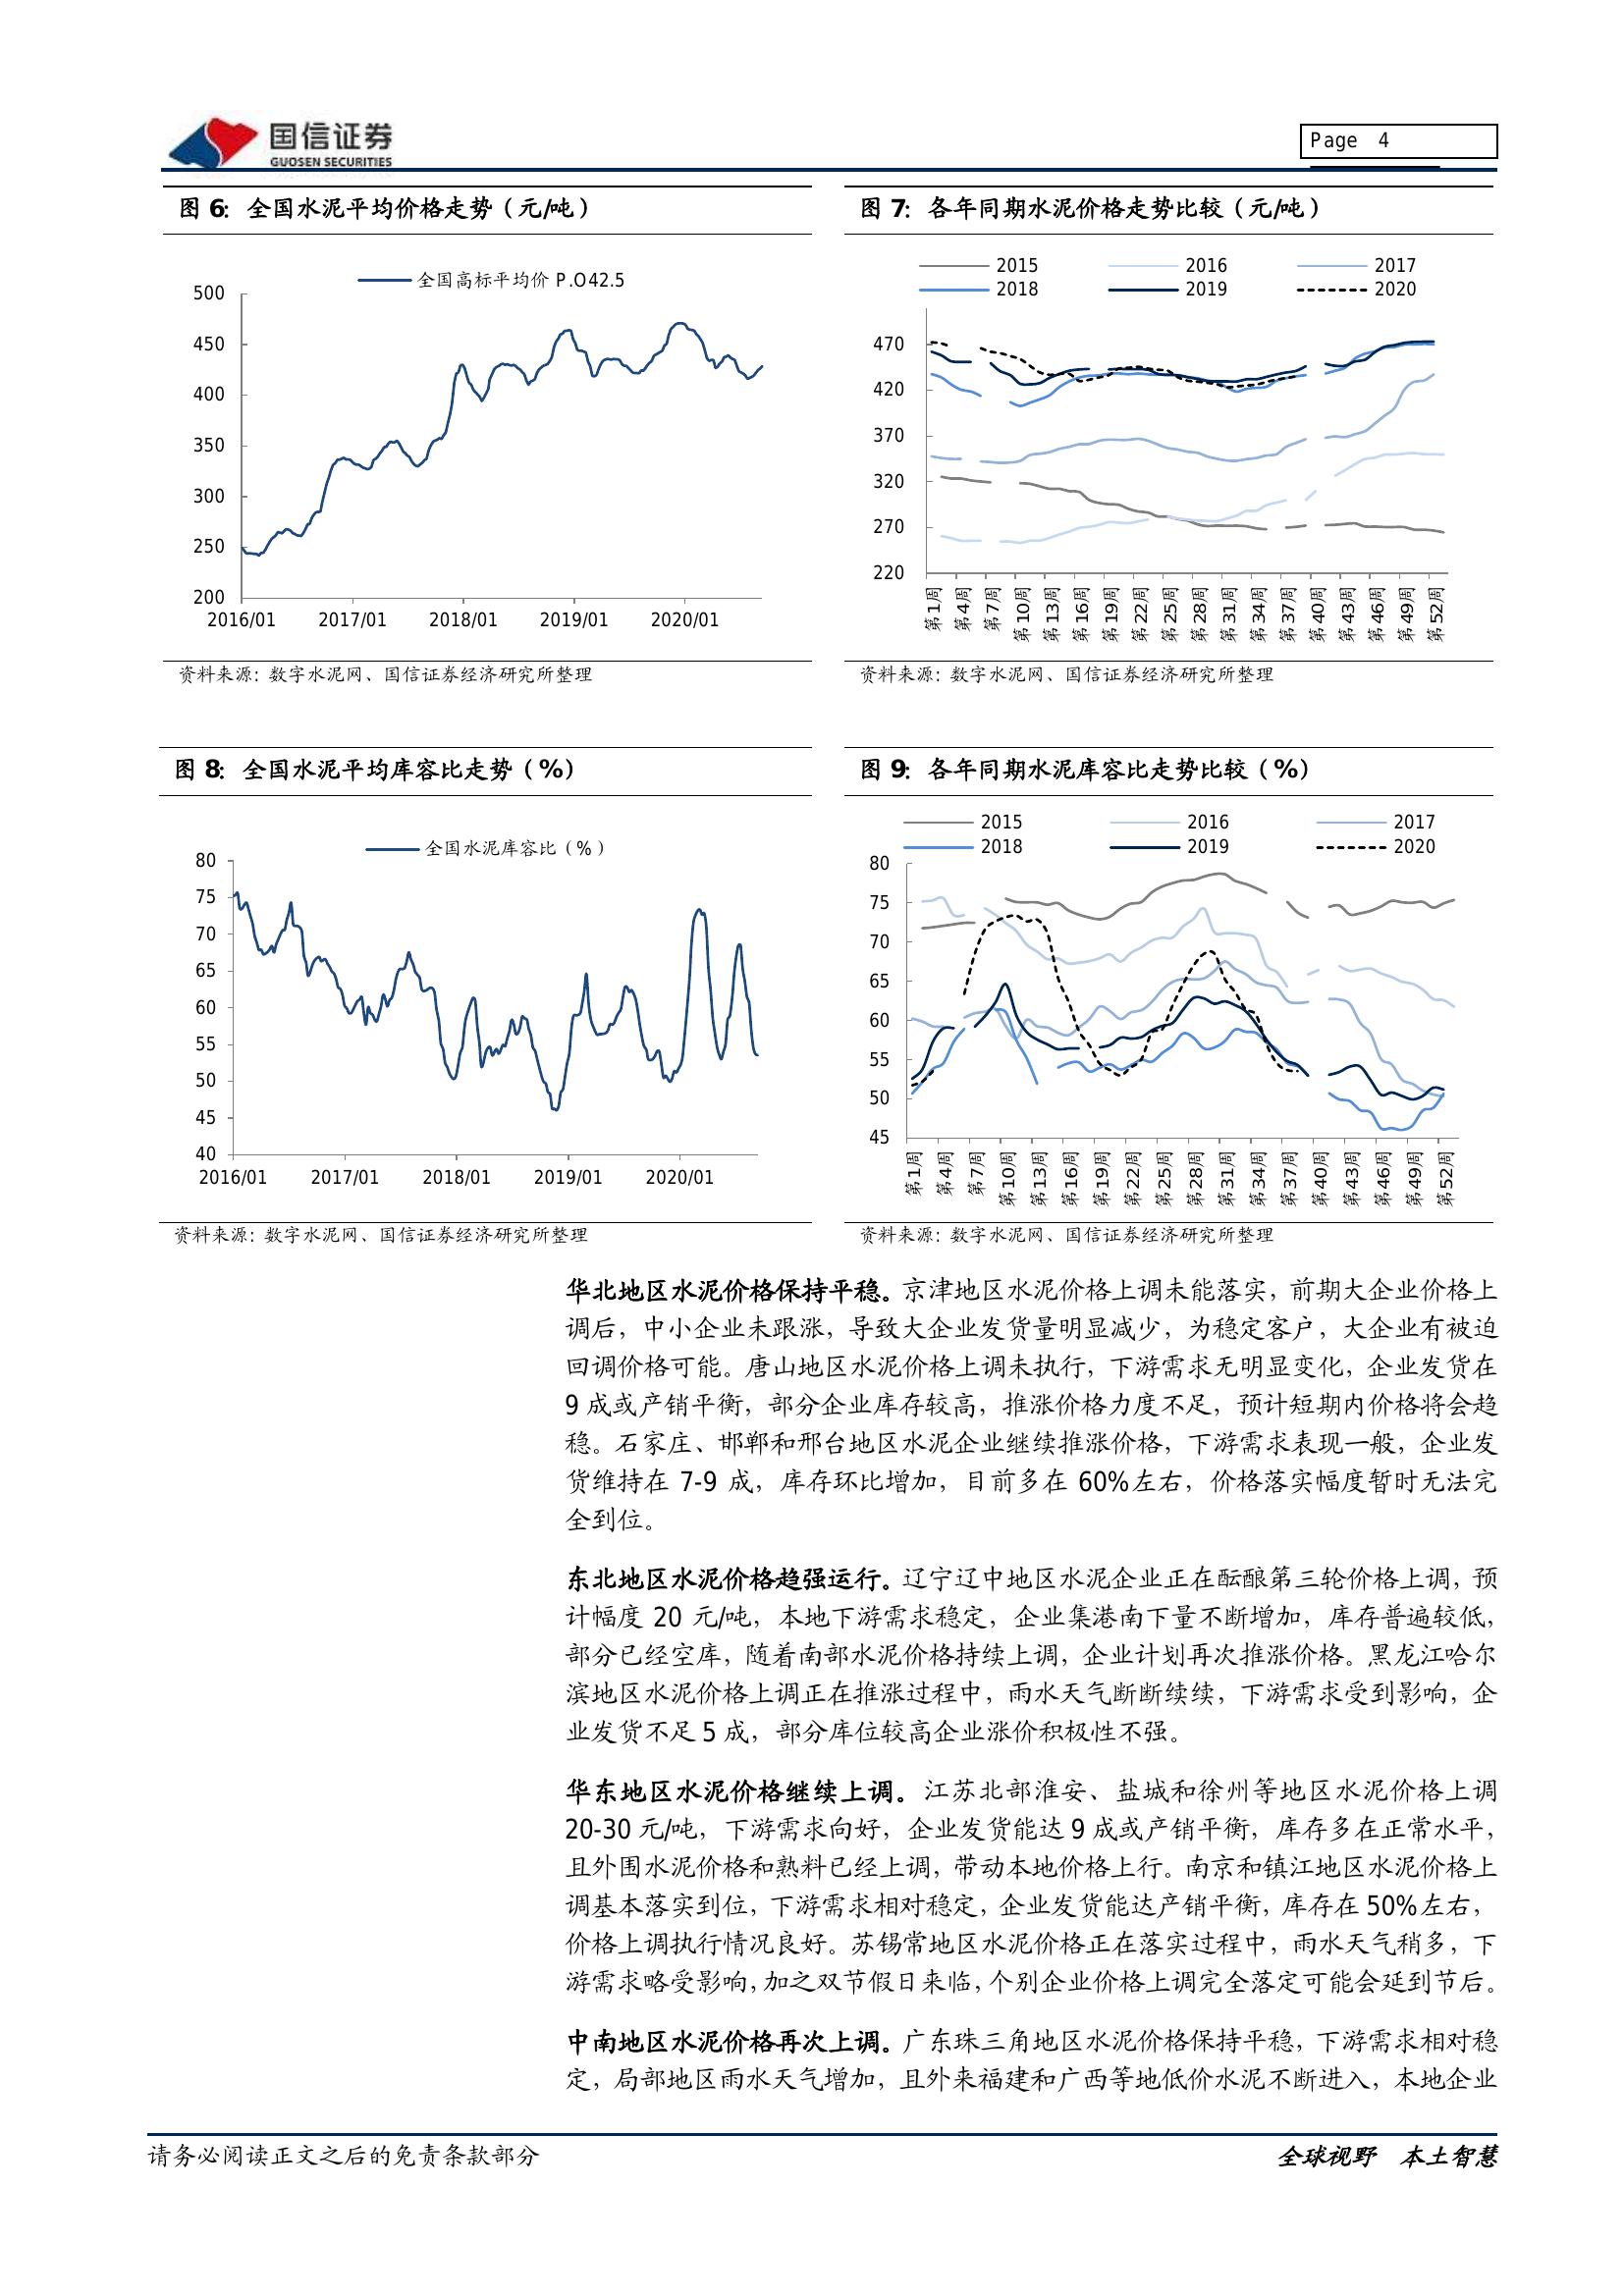 国信证券
GUOSEN SECURITIES
Page 4
图 6：全国水泥平均价格走势（元/吨）
全国高标平均价 P.O42.5
500
450
400
350
300
250
200
2016/01 2017/01 2018/01 2019/01 2020/01
资料来源：数字水泥网、国信证券经济研究所整理
图 7：各年同期水泥价格走势比较（元/吨）
2015 2016 2017
2018 2019 2020
470
420
370
320
270
220
第1周 第4周 第7周 第10周 第13周 第16周 第19周 第22周 第25周 第28周 第31周 第34周 第37周 第40周 第43周 第46周 第49周 第52周
资料来源：数字水泥网、国信证券经济研究所整理
图 8：全国水泥平均库容比走势（%）
全国水泥库容比（%）
80
75
70
65
60
55
50
45
40
2016/01 2017/01 2018/01 2019/01 2020/01
资料来源：数字水泥网、国信证券经济研究所整理
图 9：各年同期水泥库容比走势比较（%）
2015 2016 2017
2018 2019 2020
80
75
70
65
60
55
50
45
第1周 第4周 第7周 第10周 第13周 第16周 第19周 第22周 第25周 第28周 第31周 第34周 第37周 第40周 第43周 第46周 第49周 第52周
资料来源：数字水泥网、国信证券经济研究所整理
华北地区水泥价格保持平稳。京津地区水泥价格上调未能落实，前期大企业价格上
调后，中小企业未跟涨，导致大企业发货量明显减少，为稳定客户，大企业有被迫
回调价格可能。唐山地区水泥价格上调未执行，下游需求无明显变化，企业发货在
9 成或产销平衡，部分企业库存较高，推涨价格力度不足，预计短期内价格将会趋
稳。石家庄、邯郸和邢台地区水泥企业继续推涨价格，下游需求表现一般，企业发
货维持在 7-9 成，库存环比增加，目前多在 60%左右，价格落实幅度暂时无法完
全到位。
东北地区水泥价格趋强运行。辽宁辽中地区水泥企业正在酝酿第三轮价格上调，预
计幅度 20 元/吨，本地下游需求稳定，企业集港南下量不断增加，库存普遍较低，
部分已经空库，随着南部水泥价格持续上调，企业计划再次推涨价格。黑龙江哈尔
滨地区水泥价格上调正在推涨过程中，雨水天气断断续续，下游需求受到影响，企
业发货不足 5 成，部分库位较高企业涨价积极性不强。
华东地区水泥价格继续上调。江苏北部淮安、盐城和徐州等地区水泥价格上调
20-30 元/吨，下游需求向好，企业发货能达 9 成或产销平衡，库存多在正常水平，
且外围水泥价格和熟料已经上调，带动本地价格上行。南京和镇江地区水泥价格上
调基本落实到位，下游需求相对稳定，企业发货能达产销平衡，库存在 50%左右，
价格上调执行情况良好。苏锡常地区水泥价格正在落实过程中，雨水天气稍多，下
游需求略受影响，加之双节假日来临，个别企业价格上调完全落定可能会延到节后。
中南地区水泥价格再次上调。广东珠三角地区水泥价格保持平稳，下游需求相对稳
定，局部地区雨水天气增加，且外来福建和广西等地低价水泥不断进入，本地企业
请务必阅读正文之后的免责条款部分
全球视野 本土智慧